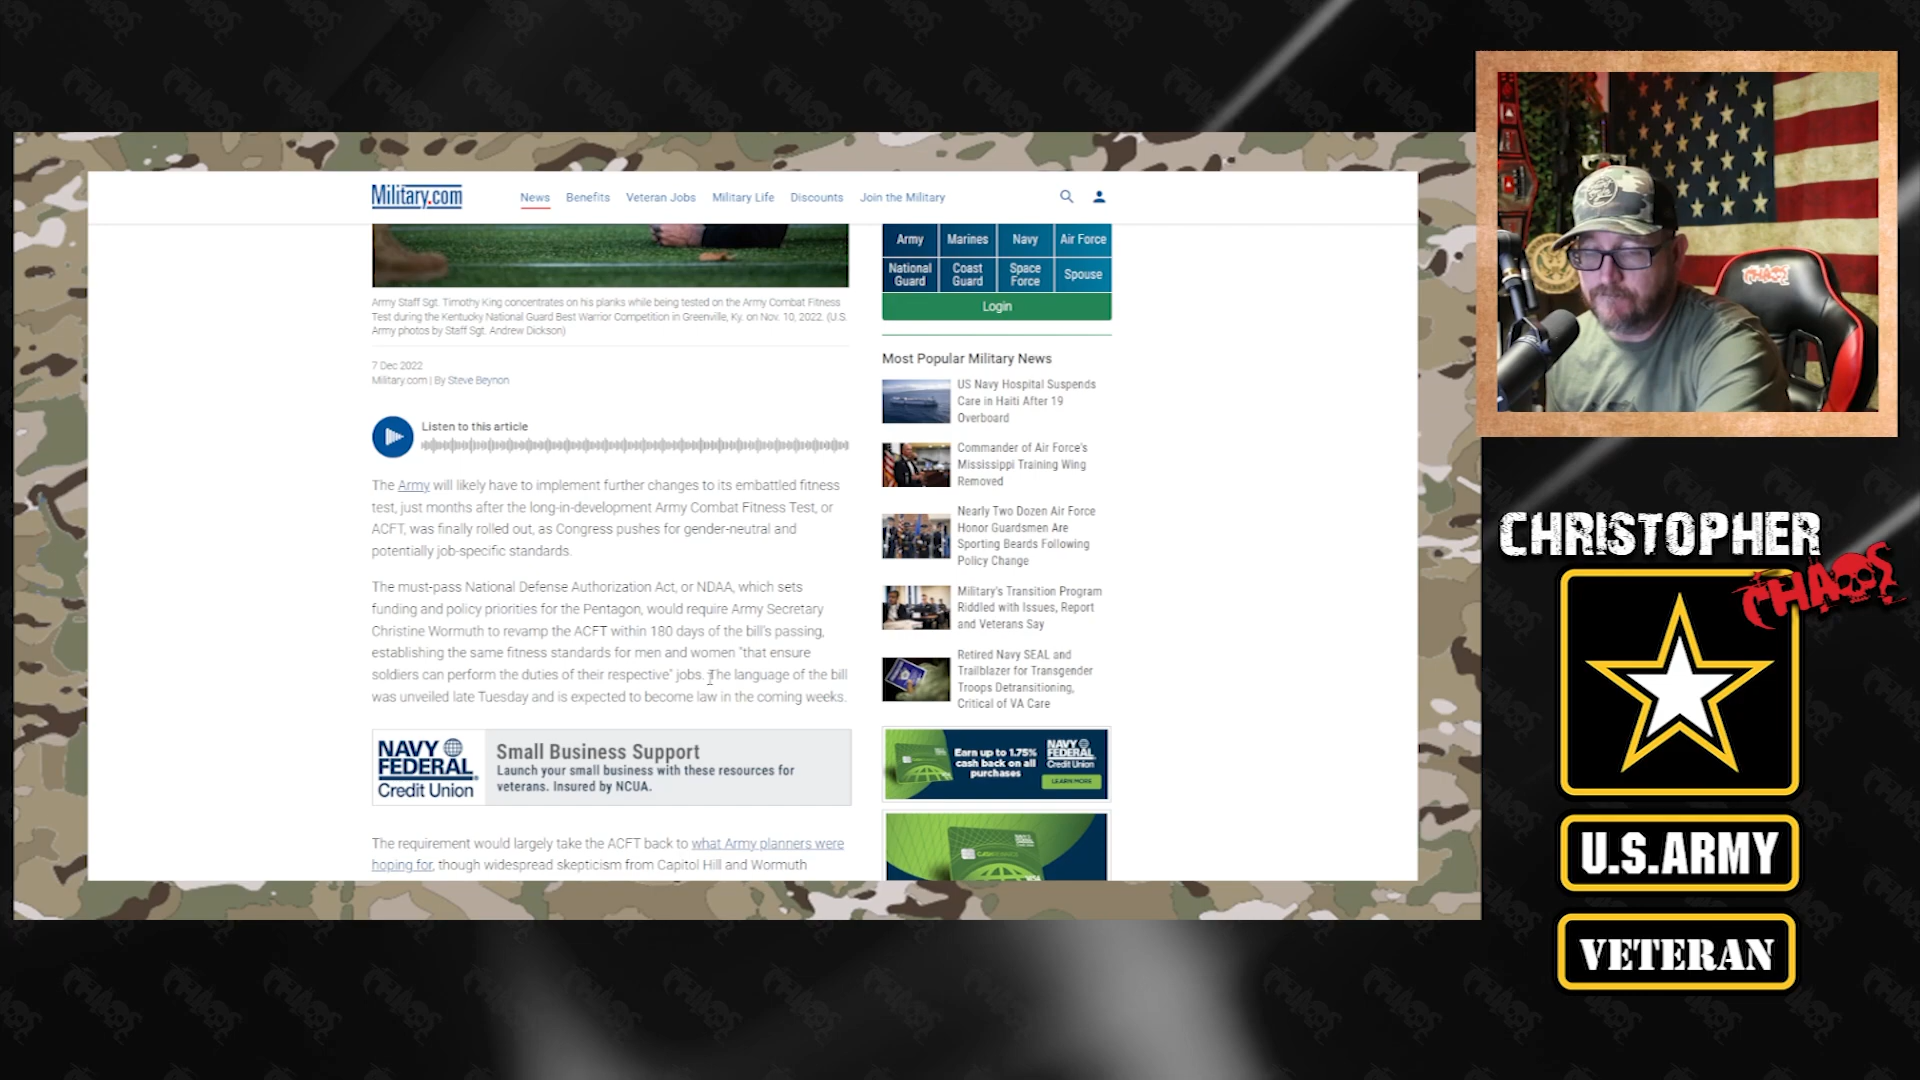 Military.com
News Benefits Veteran Jobs Military Life Discounts Join the Military
Army Staff Sgt. Timothy King concentrates on his planks while being tested on the Army Combat Fitness
Test during the Kentucky National Guard Best Warrior Competition in Greenville, Ky. on Nov. 10, 2022. (U.S.
Army photos by Staff Sgt. Andrew Dickson)
7 Dec 2022
Military.com | By Steve Beynon
Listen to this article
The Army will likely have to implement further changes to its embattled fitness
test, just months after the long-in-development Army Combat Fitness Test, or
ACFT, was finally rolled out, as Congress pushes for gender-neutral and
potentially job-specific standards.
The must-pass National Defense Authorization Act, or NDAA, which sets
funding and policy priorities for the Pentagon, would require Army Secretary
Christine Wormuth to revamp the ACFT within 180 days of the bill's passing,
establishing the same fitness standards for men and women "that ensure
soldiers can perform the duties of their respective" jobs. The language of the bill
was unveiled late Tuesday and is expected to become law in the coming weeks.
NAVY
FEDERAL
Credit Union
Small Business Support
Launch your small business with these resources for
veterans. Insured by NCUA.
The requirement would largely take the ACFT back to what Army planners were
hoping for, though widespread skepticism from Capitol Hill and Wormuth
Army Marines Navy Air Force
National Guard Coast Guard Space Force Spouse
Login
Most Popular Military News
US Navy Hospital Suspends
Care in Haiti After 19
Overboard
Commander of Air Force's
Mississippi Training Wing
Removed
Nearly Two Dozen Air Force
Honor Guardsmen Are
Sporting Beards Following
Policy Change
Military's Transition Program
Riddled with Issues, Report
and Veterans Say
Retired Navy SEAL and
Trailblazer for Transgender
Troops Detransitioning,
Critical of VA Care
Earn up to 1.75%
cash back on all
purchases
NAVY
FEDERAL
Credit Union
LEARN MORE
CHAOS
CHRISTOPHER
CHAOS
U.S.ARMY
VETERAN